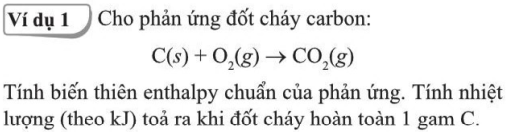 Ví dụ 1 Cho phản ứng đốt cháy carbon:
C(s) + O₂(g) → CO₂(g)
Tính biến thiên enthalpy chuẩn của phản ứng. Tính nhiệt
lượng (theo kJ) toả ra khi đốt cháy hoàn toàn 1 gam C.